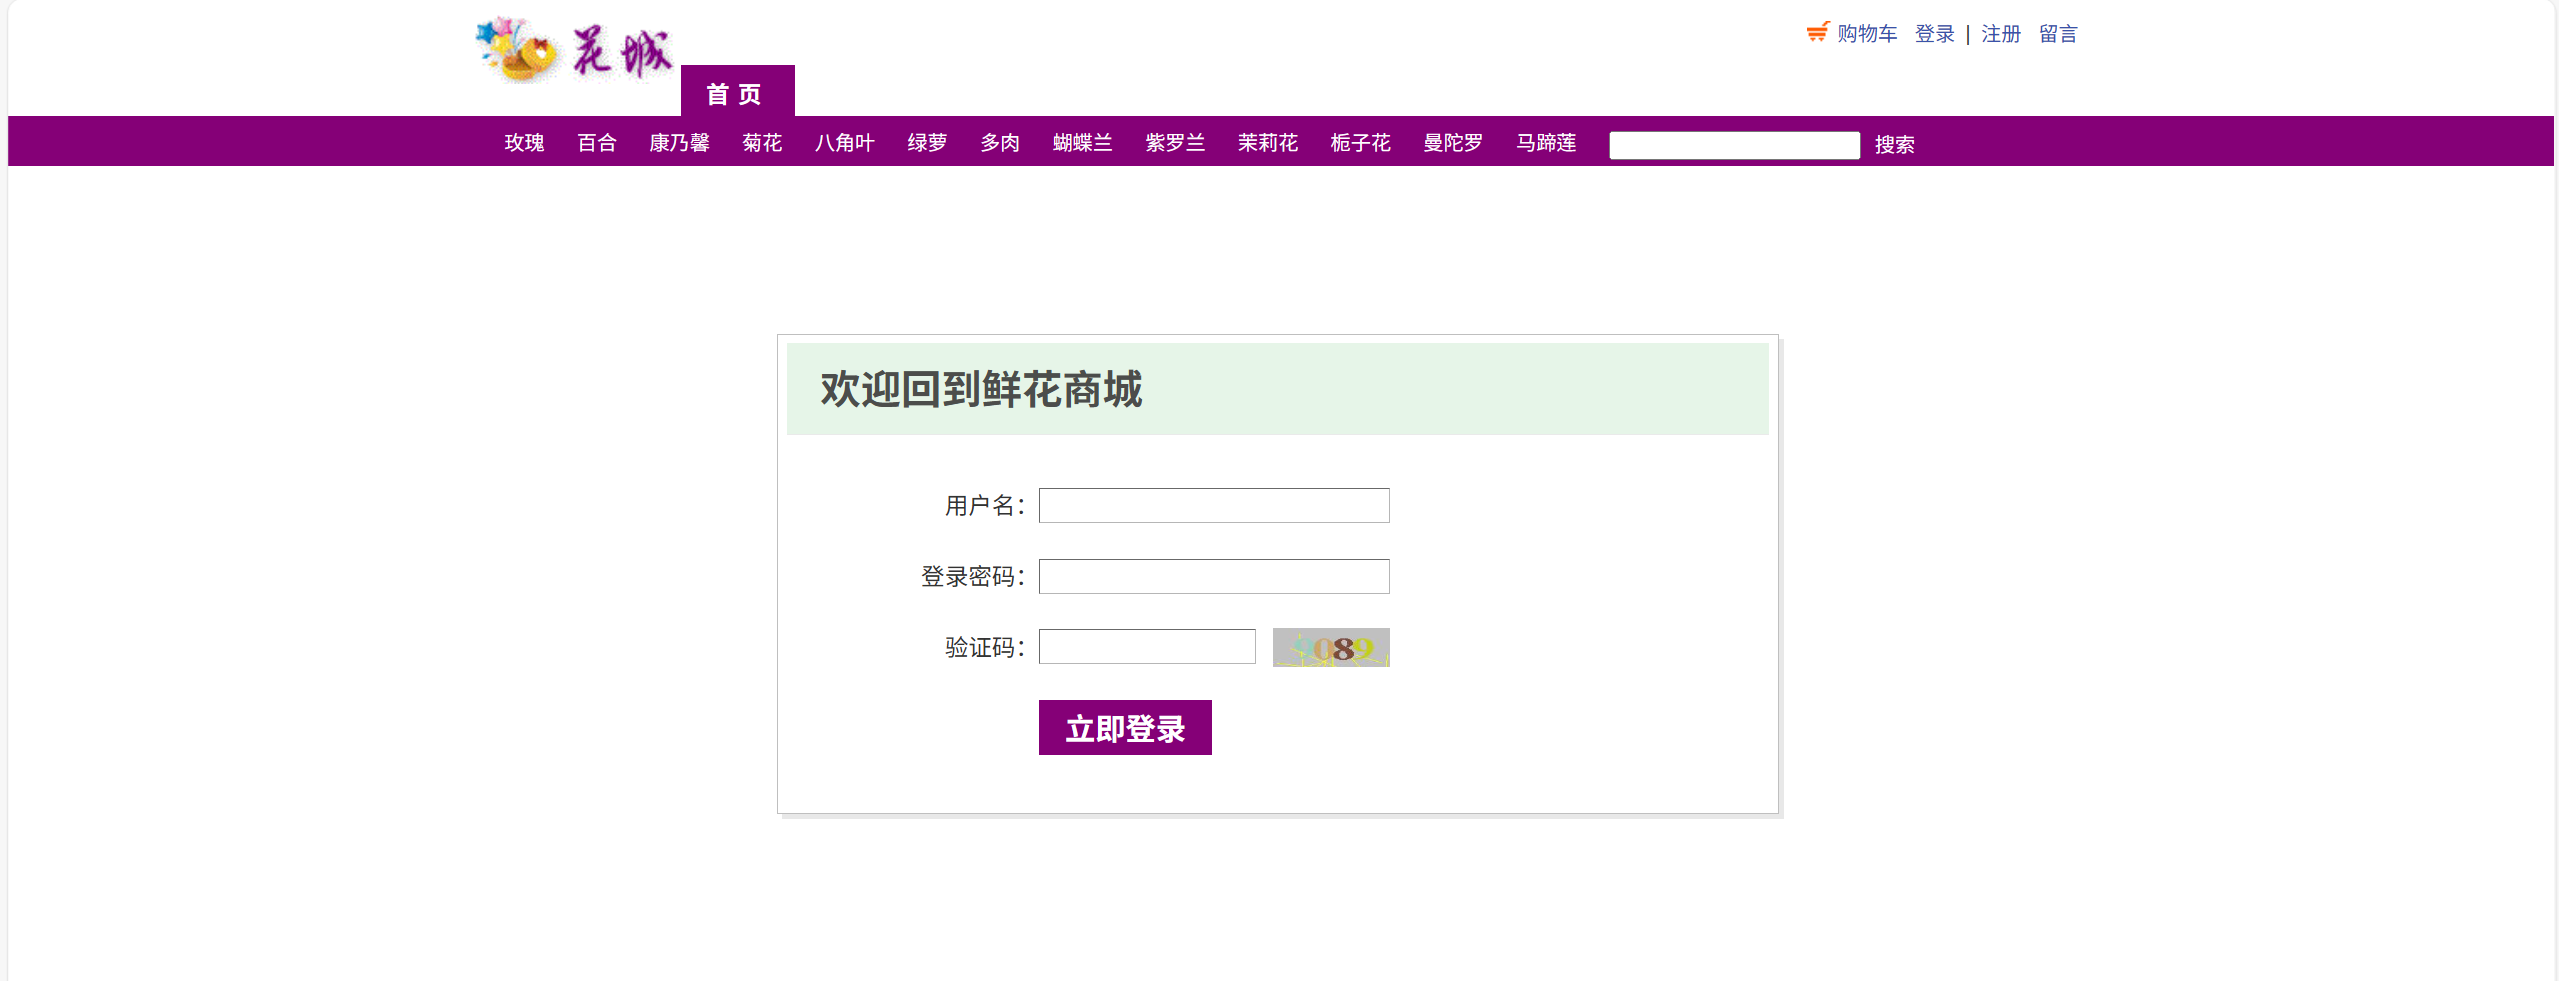 花城
购物车 登录 | 注册 留言
首 页
玫瑰 百合 康乃馨 菊花 八角叶 绿萝 多肉 蝴蝶兰 紫罗兰 茉莉花 栀子花 曼陀罗 马蹄莲 搜索
欢迎回到鲜花商城
用户名：
登录密码：
验证码：
立即登录